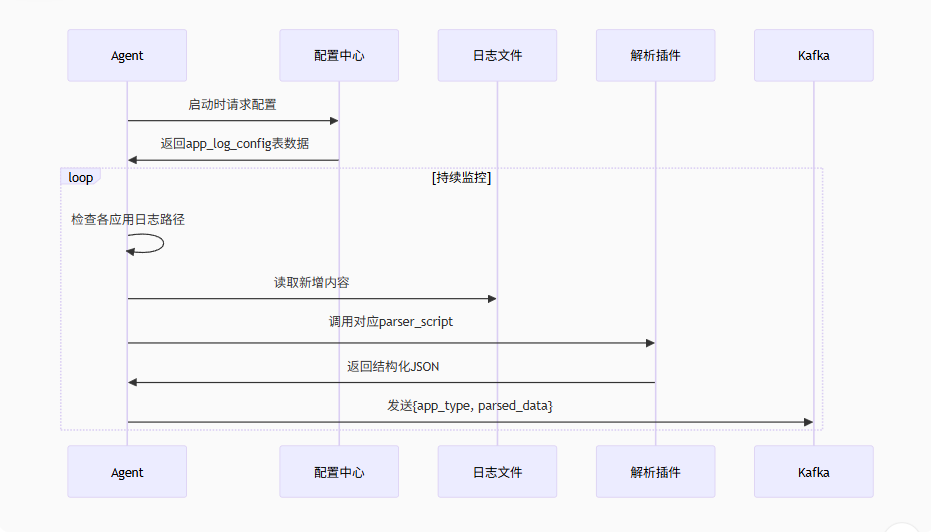 Agent
配置中心
日志文件
解析插件
Kafka
启动时请求配置
返回app_log_config表数据
loop
[持续监控]
检查各应用日志路径
读取新增内容
调用对应parser_script
返回结构化JSON
发送{app_type, parsed_data}
Agent
配置中心
日志文件
解析插件
Kafka